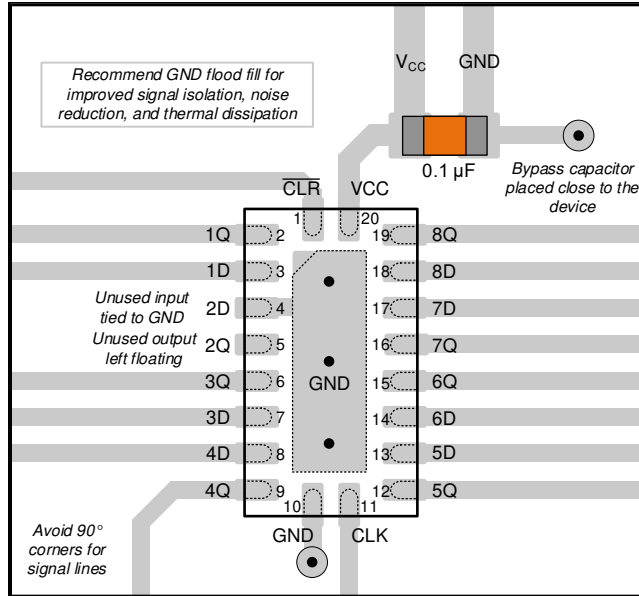 Recommend GND flood fill for
improved signal isolation, noise
reduction, and thermal dissipation
VCC GND
0.1 µF
Bypass capacitor
placed close to the
device
CLR VCC
1 20
1Q 2 19 8Q
1D 3 18 8D
Unused input
tied to GND
2D 4 17 7D
Unused output
left floating
2Q 5 16 7Q
3Q 6 GND 15 6Q
3D 7 14 6D
4D 8 13 5D
4Q 9 12 5Q
10 11
GND CLK
Avoid 90°
corners for
signal lines